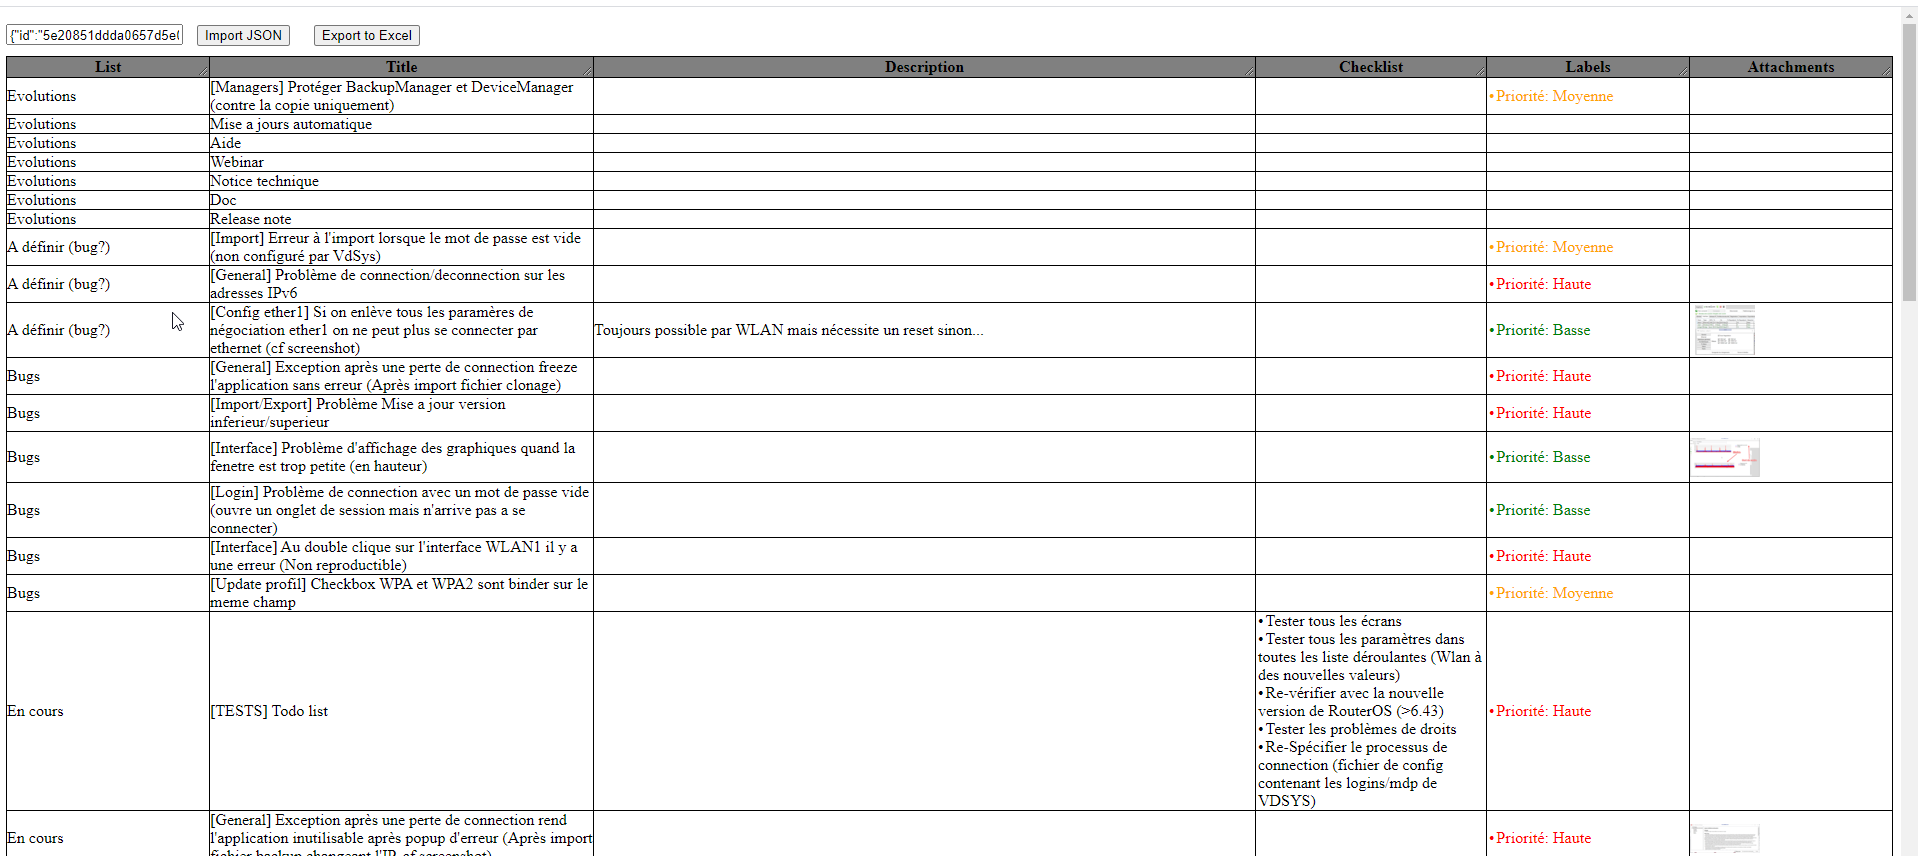 {"id":"5e20851ddda0657d5e( Import JSON Export to Excel
List Title Description Checklist Labels Attachments
Evolutions
[Managers] Protéger BackupManager et DeviceManager
(contre la copie uniquement)
•Priorité: Moyenne
Evolutions Mise a jours automatique
Evolutions Aide
Evolutions Webinar
Evolutions Notice technique
Evolutions Doc
Evolutions Release note
A définir (bug?)
[Import] Erreur à l'import lorsque le mot de passe est vide
(non configuré par VdSys)
•Priorité: Moyenne
A définir (bug?)
[General] Problème de connection/deconnection sur les
adresses IPv6
•Priorité: Haute
A définir (bug?)
[Config ether1] Si on enlève tous les paramères de
négociation ether1 on ne peut plus se connecter par
ethernet (cf screenshot)
Toujours possible par WLAN mais nécessite un reset sinon...
•Priorité: Basse
Bugs
[General] Exception après une perte de connection freeze
l'application sans erreur (Après import fichier clonage)
•Priorité: Haute
Bugs
[Import/Export] Problème Mise a jour version
inferieur/superieur
•Priorité: Haute
Bugs
[Interface] Problème d'affichage des graphiques quand la
fenetre est trop petite (en hauteur)
•Priorité: Basse
Bugs
[Login] Problème de connection avec un mot de passe vide
(ouvre un onglet de session mais n'arrive pas a se
connecter)
•Priorité: Basse
Bugs
[Interface] Au double clique sur l'interface WLAN1 il y a
une erreur (Non reproductible)
•Priorité: Haute
Bugs
[Update profil] Checkbox WPA et WPA2 sont binder sur le
meme champ
•Priorité: Moyenne
En cours
[TESTS] Todo list
•Tester tous les écrans
•Tester tous les paramètres dans
toutes les liste déroulantes (Wlan à
des nouvelles valeurs)
•Re-vérifier avec la nouvelle
version de RouterOS (>6.43)
•Tester les problèmes de droits
•Re-Spécifier le processus de
connection (fichier de config
contenant les logins/mdp de
VDSYS)
•Priorité: Haute
En cours
[General] Exception après une perte de connection rend
l'application inutilisable après popup d'erreur (Après import
fichier backup changeant l'IP, cf screenshot)
•Priorité: Haute